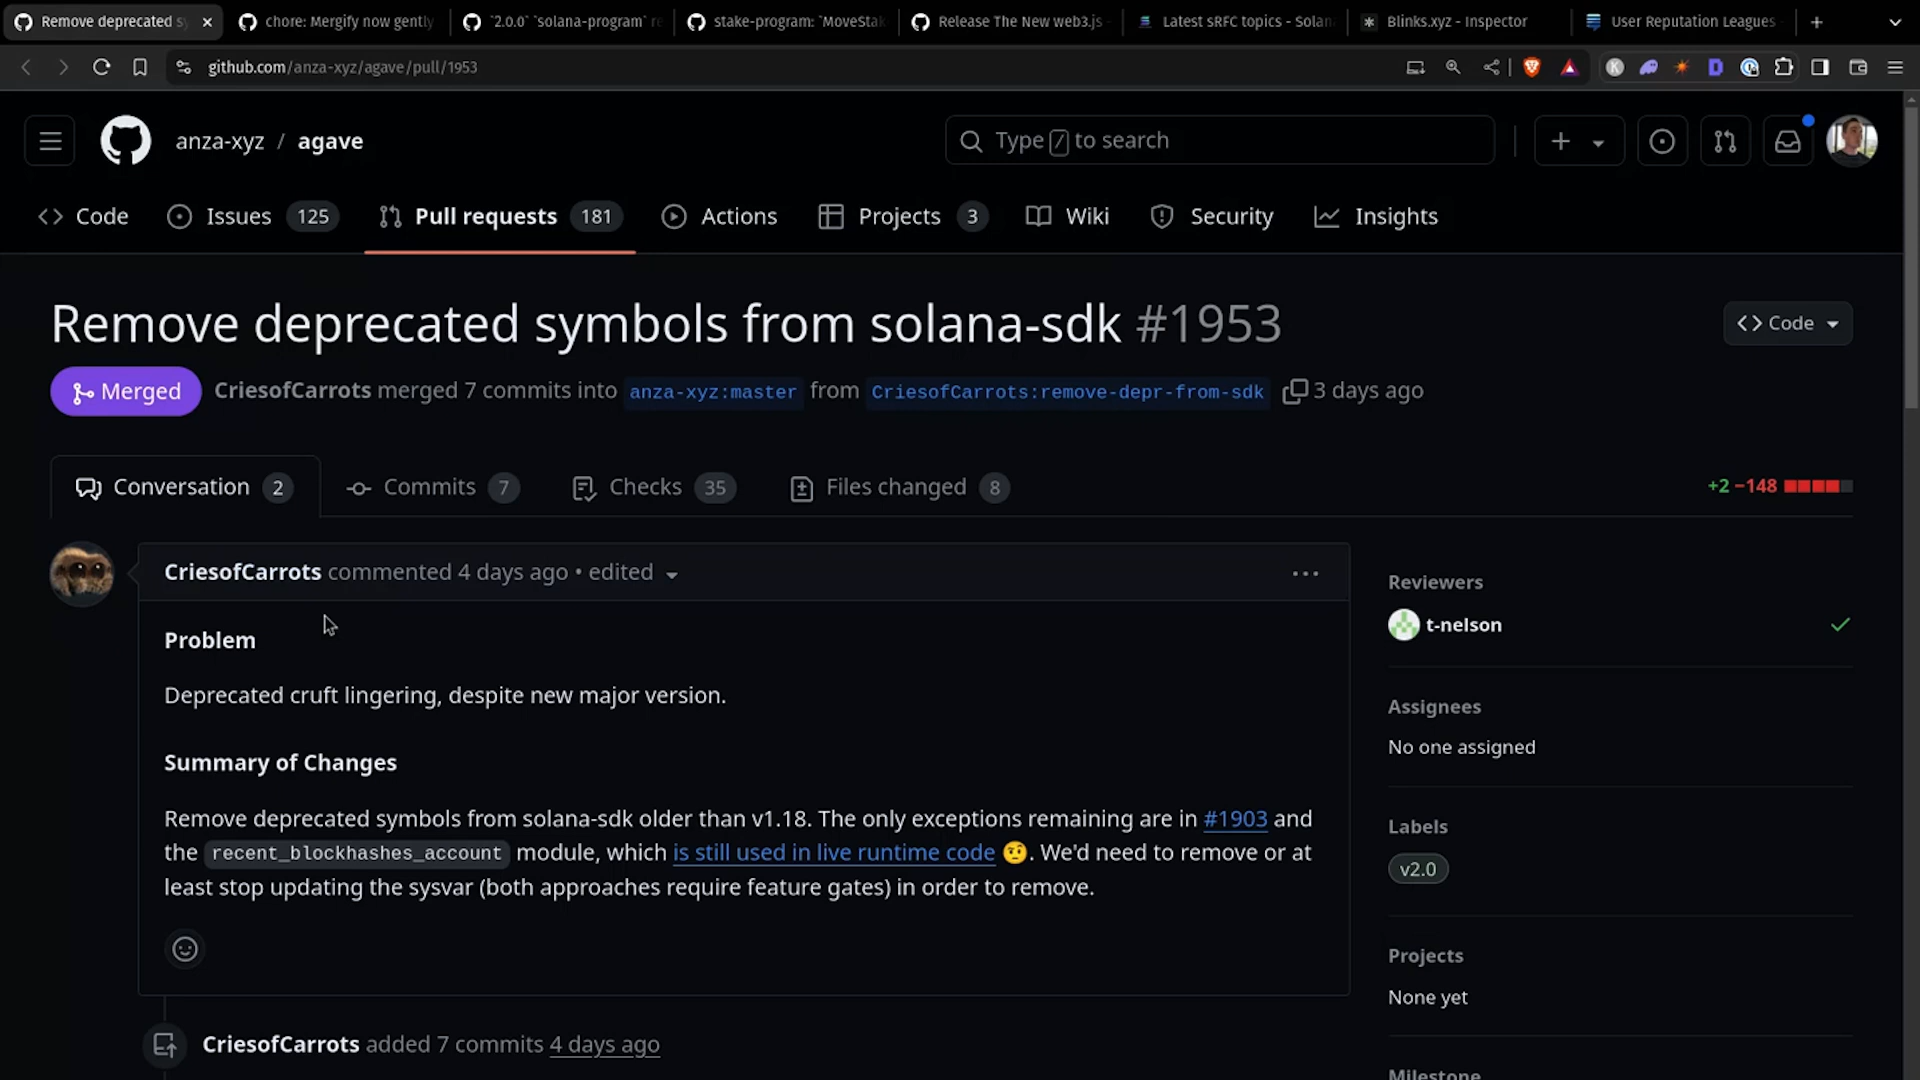 Remove deprecated s
chore: Mergify now gently
`2.0.0` `solana-program` re
stake-program: `MoveStak
Release The New web3.js
Latest sRFC topics - Solan
Blinks.xyz - Inspector
User Reputation Leagues
github.com/anza-xyz/agave/pull/1953
anza-xyz / agave
Type / to search
Code
Issues 125
Pull requests 181
Actions
Projects 3
Wiki
Security
Insights
Remove deprecated symbols from solana-sdk #1953
Code
Merged
CriesofCarrots merged 7 commits into anza-xyz:master from CriesofCarrots:remove-depr-from-sdk 3 days ago
Conversation 2
Commits 7
Checks 35
Files changed 8
+2 −148
CriesofCarrots commented 4 days ago • edited
Problem
Deprecated cruft lingering, despite new major version.
Summary of Changes
Remove deprecated symbols from solana-sdk older than v1.18. The only exceptions remaining are in #1903 and
the recent_blockhashes_account module, which is still used in live runtime code 🤨. We'd need to remove or at
least stop updating the sysvar (both approaches require feature gates) in order to remove.
CriesofCarrots added 7 commits 4 days ago
Reviewers
t-nelson
Assignees
No one assigned
Labels
v2.0
Projects
None yet
Milestone